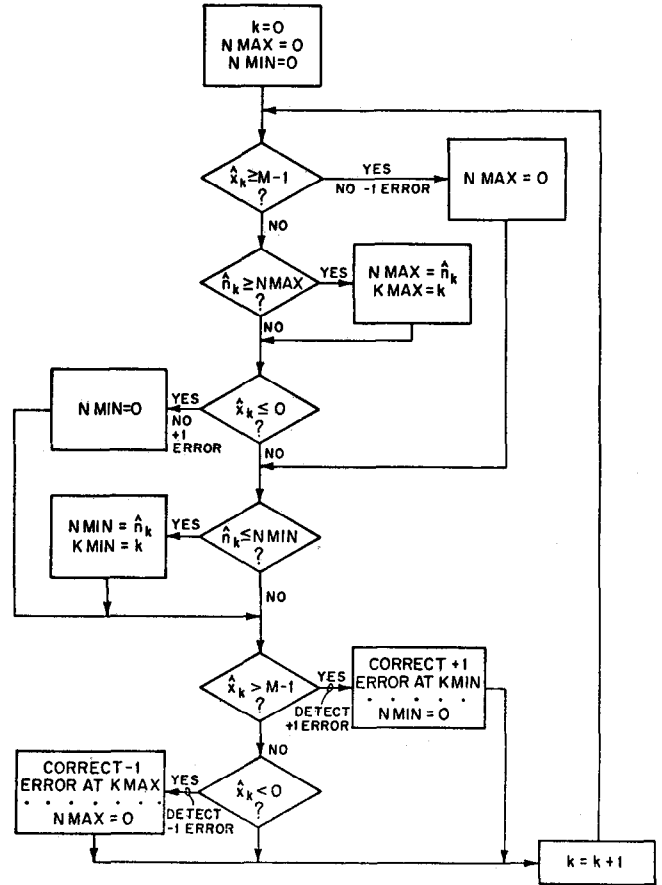 k=0
N MAX = 0
N MIN=0
x̂k ≥ M-1
?
YES
NO -1 ERROR
N MAX = 0
NO
n̂k ≥ N MAX
?
YES
N MAX = n̂k
K MAX = k
NO
x̂k ≤ 0
?
YES
NO
+1
ERROR
N MIN=0
NO
n̂k ≤ N MIN
?
YES
N MIN = n̂k
K MIN = k
NO
x̂k > M-1
?
YES
DETECT
+1 ERROR
CORRECT +1
ERROR AT KMIN
. . . . .
N MIN = 0
NO
x̂k < 0
?
YES
DETECT
-1 ERROR
CORRECT -1
ERROR AT KMAX
. . . . . . .
N MAX = 0
k = k+1